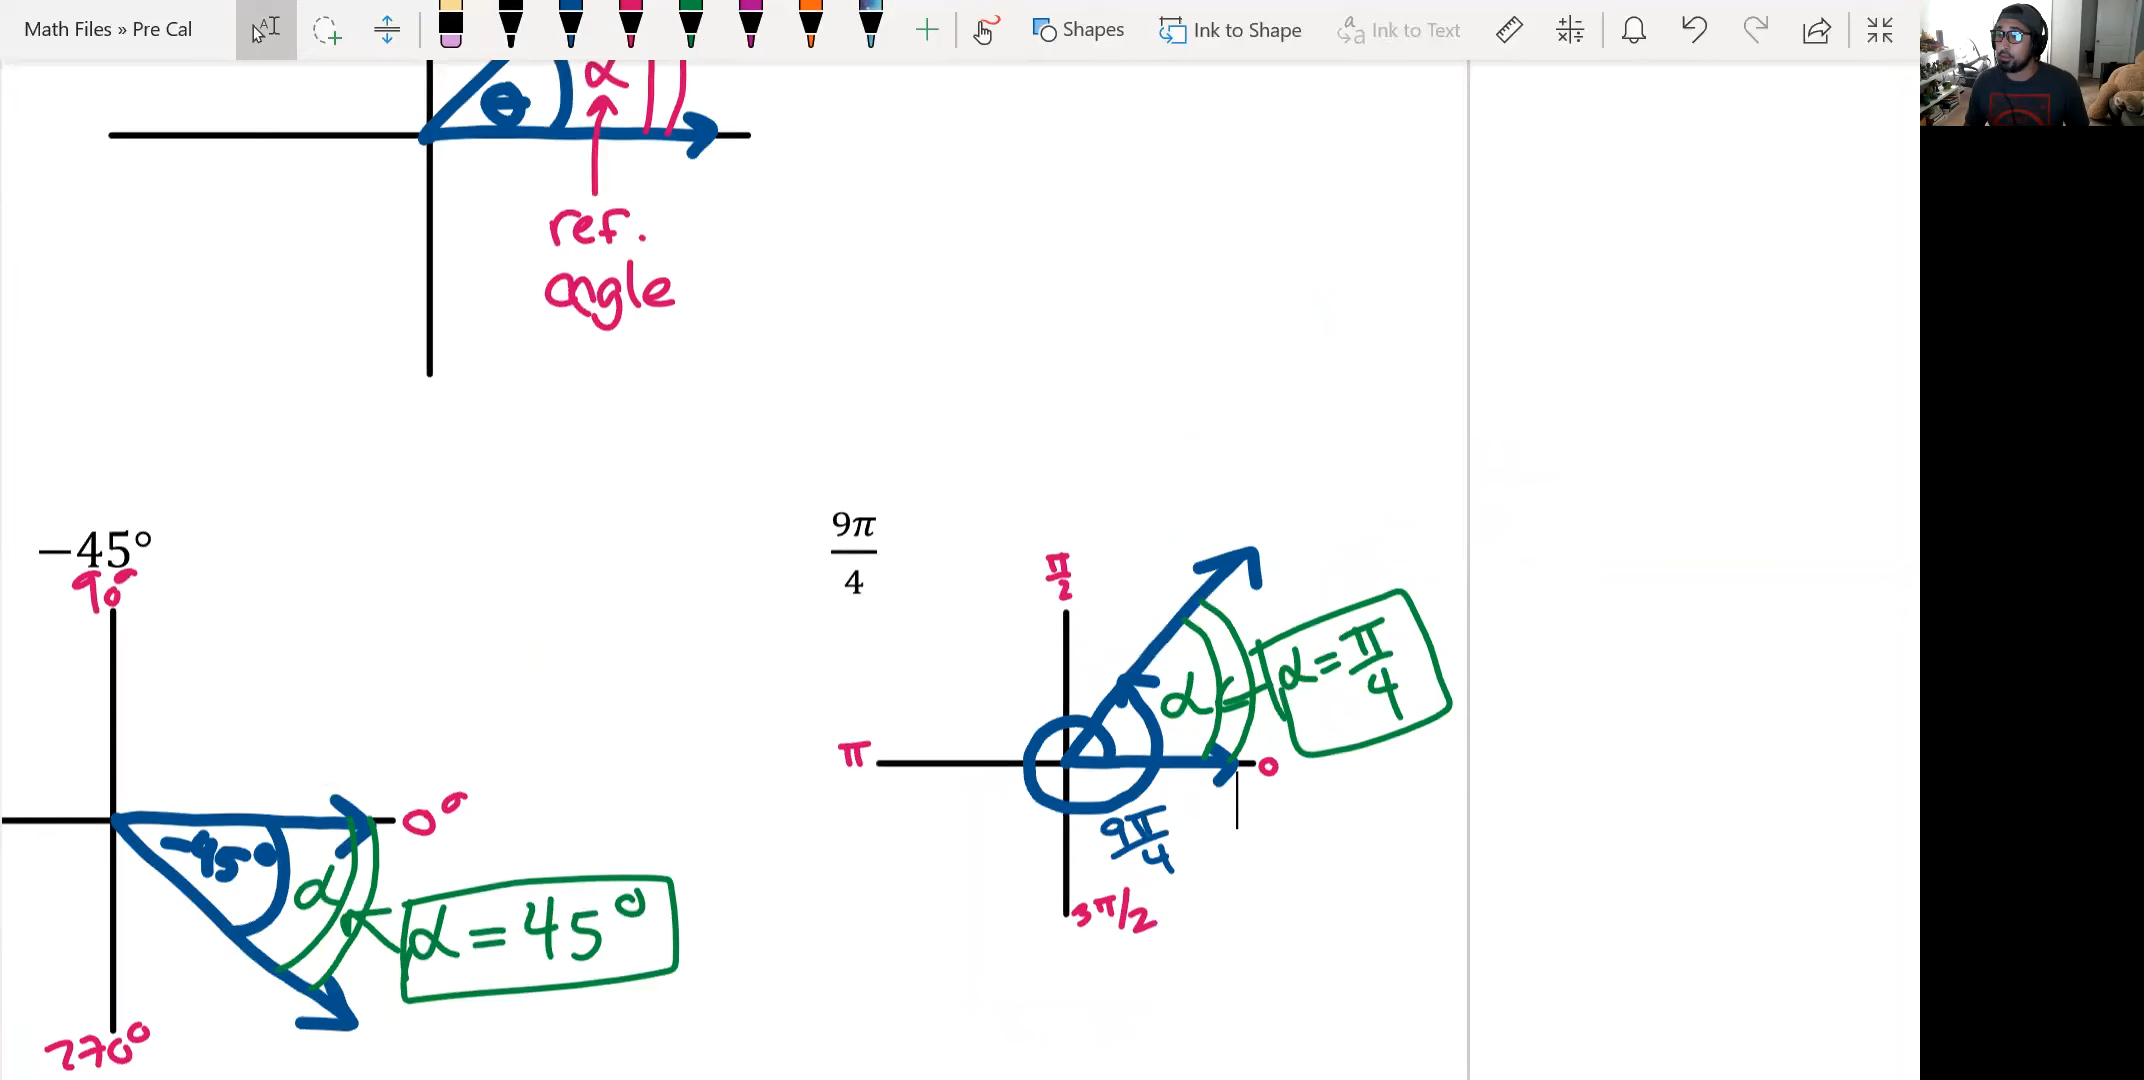 Math Files » Pre Cal
Shapes
Ink to Shape
Ink to Text
θ
α
ref.
angle
−45°
90°
0°
-45°
α
α = 45°
270°
9π
4
π
2
π
0
α
α = π
4
9π
4
3π/2